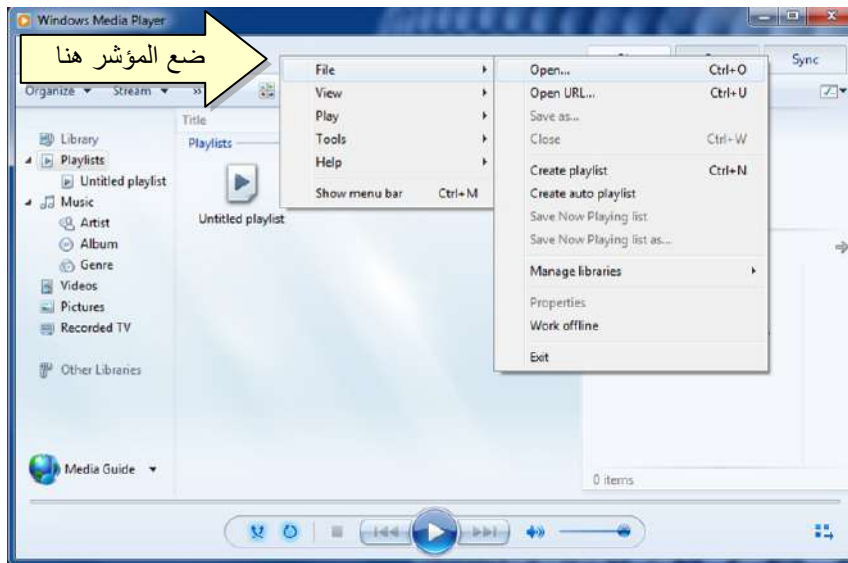 Windows Media Player
ضع المؤشر هنا
Sync
Organize
Stream
»
Title
Library
Playlists
Untitled playlist
Music
Artist
Album
Genre
Videos
Pictures
Recorded TV
Other Libraries
Media Guide
Playlists
Untitled playlist
File
View
Play
Tools
Help
Show menu bar Ctrl+M
Open... Ctrl+O
Open URL... Ctrl+U
Save as...
Close Ctrl+W
Create playlist Ctrl+N
Create auto playlist
Save Now Playing list
Save Now Playing list as...
Manage libraries
Properties
Work offline
Exit
0 items